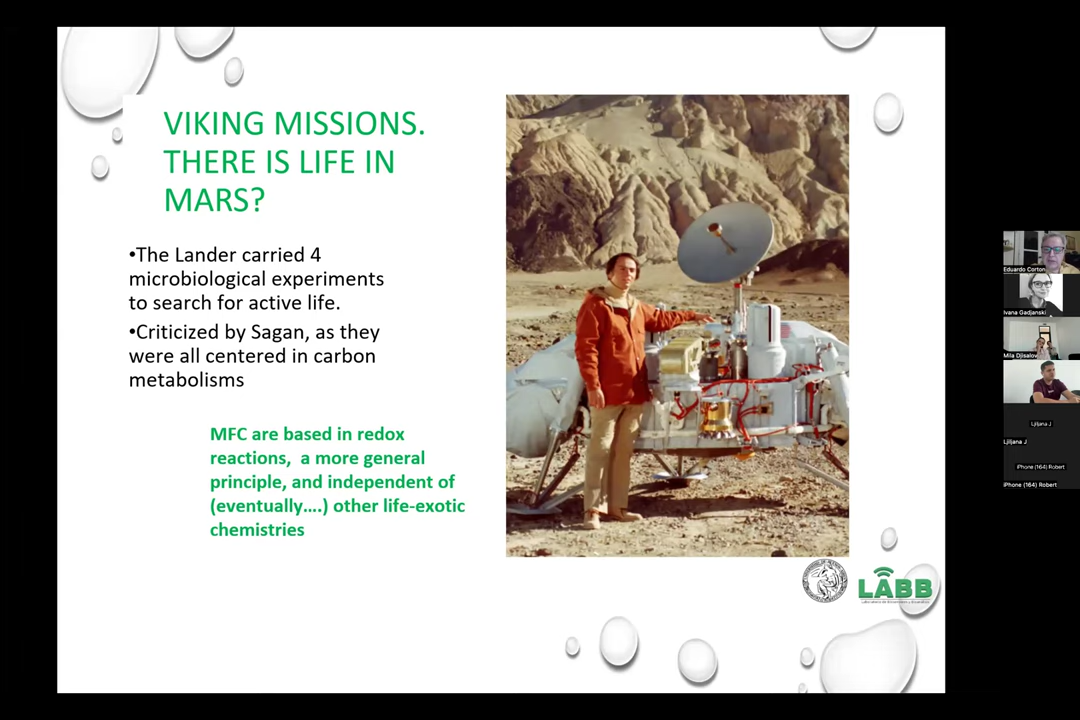 VIKING MISSIONS.
THERE IS LIFE IN
MARS?
•The Lander carried 4
microbiological experiments
to search for active life.
•Criticized by Sagan, as they
were all centered in carbon
metabolisms
MFC are based in redox
reactions, a more general
principle, and independent of
(eventually....) other life-exotic
chemistries
LABB
Eduardo Corton
Ivana Gadjanski
Mila Djisalov
Ljiljana J
Ljiljana J
iPhone (164) Robert
iPhone (164) Robert